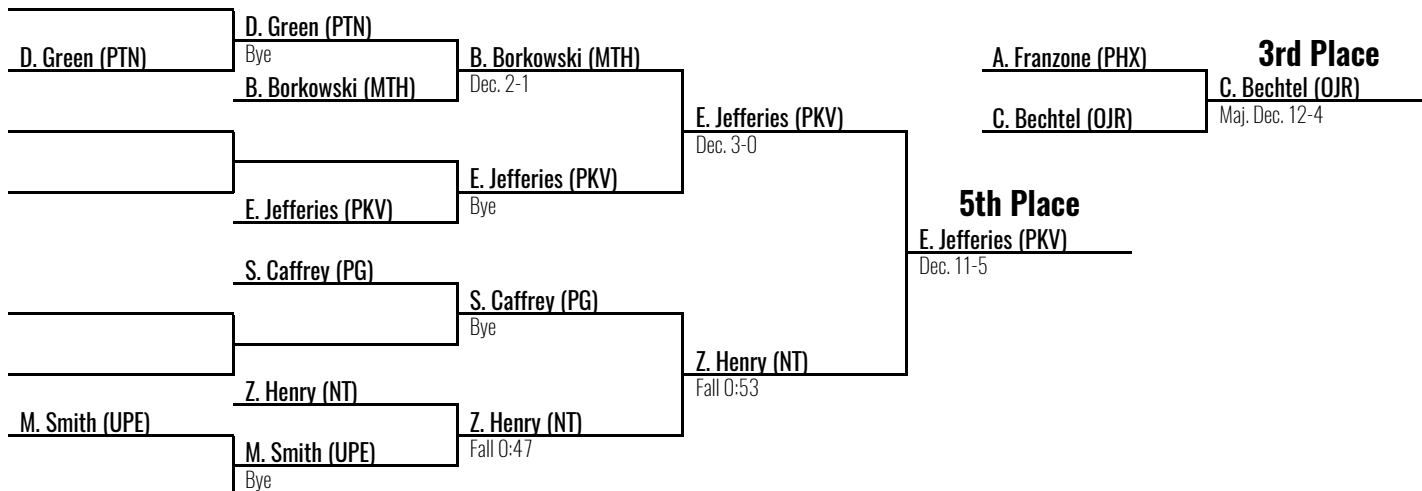 D. Green (PTN)
D. Green (PTN)
Bye
B. Borkowski (MTH)
B. Borkowski (MTH)
Dec. 2-1
E. Jefferies (PKV)
E. Jefferies (PKV)
Bye
E. Jefferies (PKV)
Dec. 3-0
S. Caffrey (PG)
S. Caffrey (PG)
Bye
Z. Henry (NT)
M. Smith (UPE)
M. Smith (UPE)
Bye
Z. Henry (NT)
Fall 0:47
Z. Henry (NT)
Fall 0:53
5th Place
E. Jefferies (PKV)
Dec. 11-5
A. Franzone (PHX)
C. Bechtel (OJR)
3rd Place
C. Bechtel (OJR)
Maj. Dec. 12-4